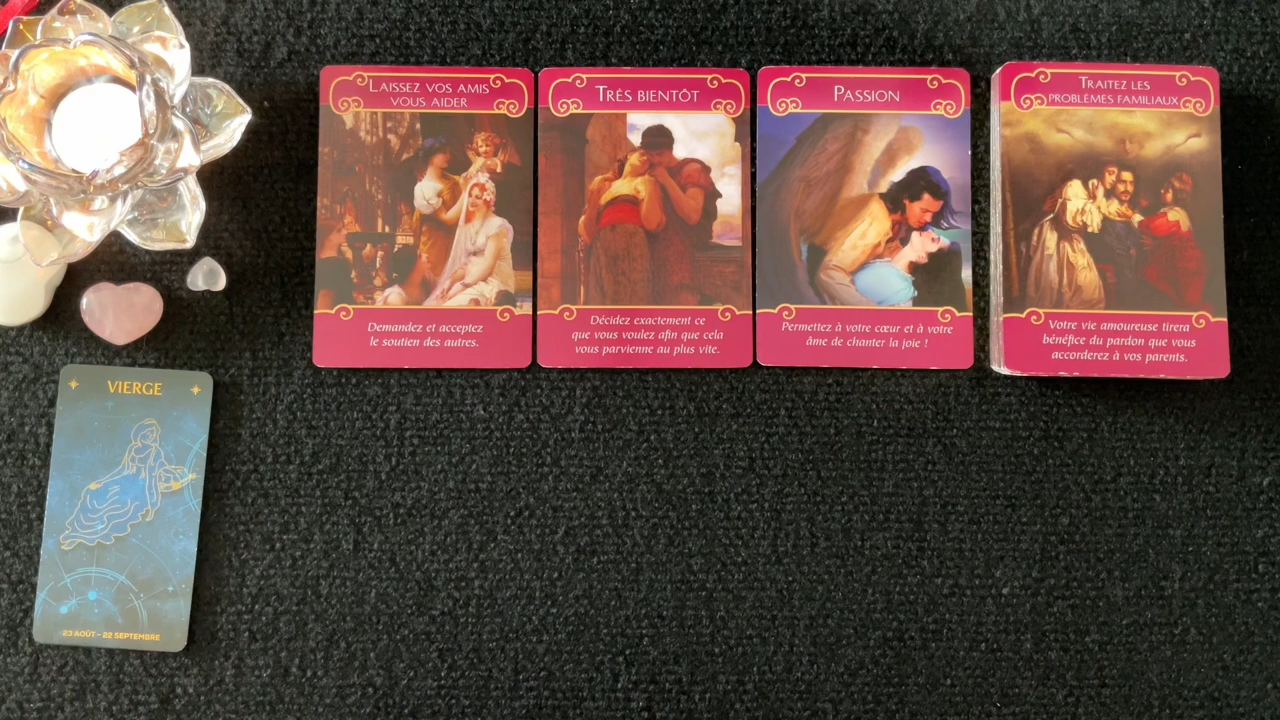 LAISSEZ VOS AMIS
VOUS AIDER
Demandez et acceptez
le soutien des autres.
TRÈS BIENTÔT
Décidez exactement ce
que vous voulez afin que cela
vous parvienne au plus vite.
PASSION
Permettez à votre cœur et à votre
âme de chanter la joie !
TRAITEZ LES
PROBLÈMES FAMILIAUX
Votre vie amoureuse tirera
bénéfice du pardon que vous
accorderez à vos parents.
VIERGE
23 AOÛT - 22 SEPTEMBRE